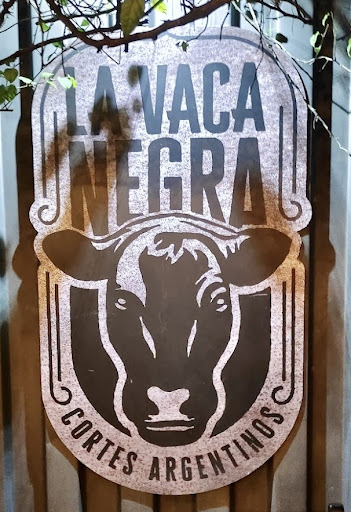 LA VACA
NEGRA
CORTES ARGENTINOS